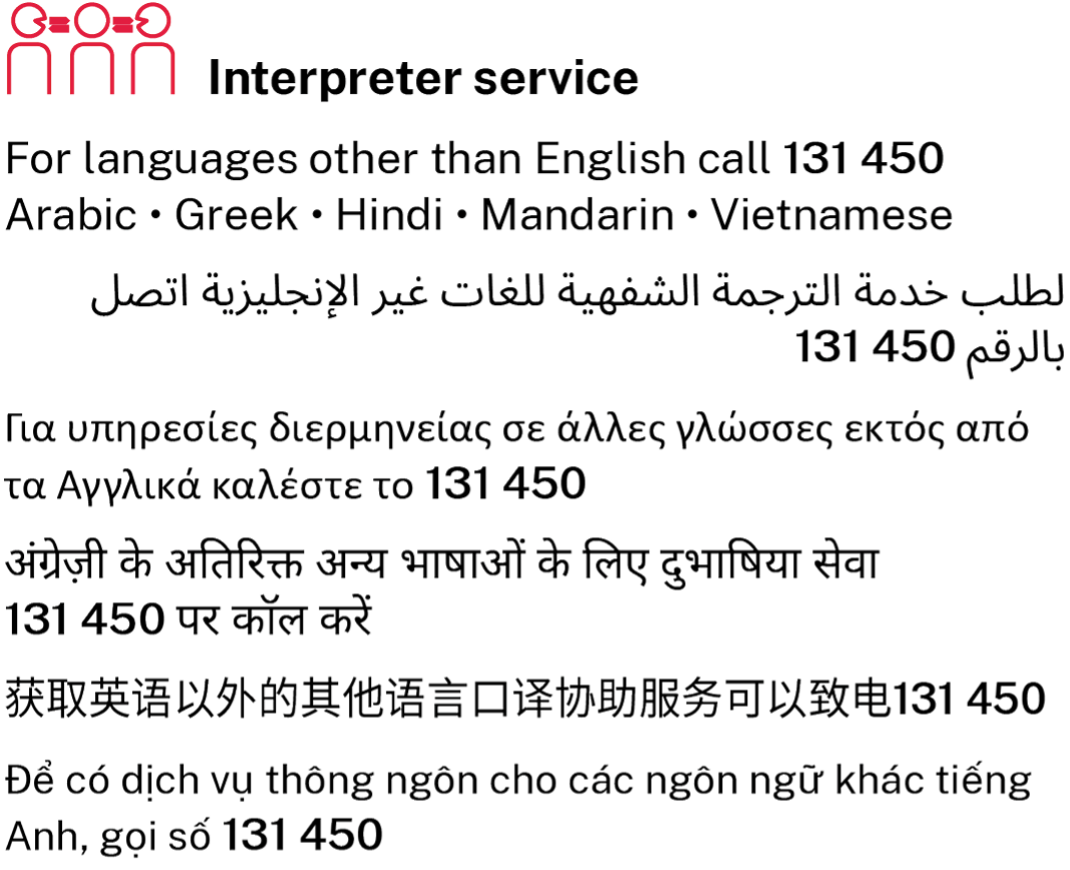 Interpreter service
For languages other than English call 131 450
Arabic • Greek • Hindi • Mandarin • Vietnamese
لطلب خدمة الترجمة الشفهية للغات غير الإنجليزية اتصل
بالرقم 131 450
Για υπηρεσίες διερμηνείας σε άλλες γλώσσες εκτός από
τα Αγγλικά καλέστε το 131 450
अंग्रेज़ी के अतिरिक्त अन्य भाषाओं के लिए दुभाषिया सेवा
131 450 पर कॉल करें
获取英语以外的其他语言口译协助服务可以致电131 450
Để có dịch vụ thông ngôn cho các ngôn ngữ khác tiếng
Anh, gọi số 131 450